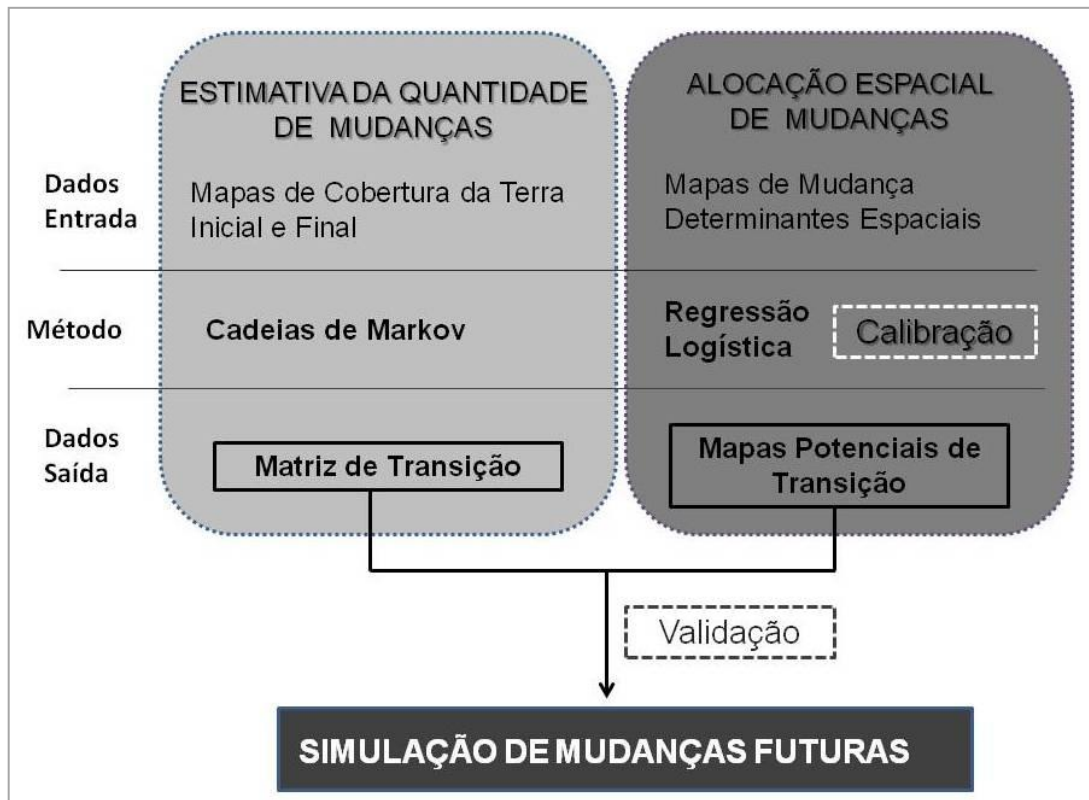 ESTIMATIVA DA QUANTIDADE
DE MUDANÇAS
ALOCAÇÃO ESPACIAL
DE MUDANÇAS
Dados
Entrada
Mapas de Cobertura da Terra
Inicial e Final
Mapas de Mudança
Determinantes Espaciais
Método
Cadeias de Markov
Regressão
Logística
Calibração
Dados
Saída
Matriz de Transição
Mapas Potenciais de
Transição
Validação
SIMULAÇÃO DE MUDANÇAS FUTURAS